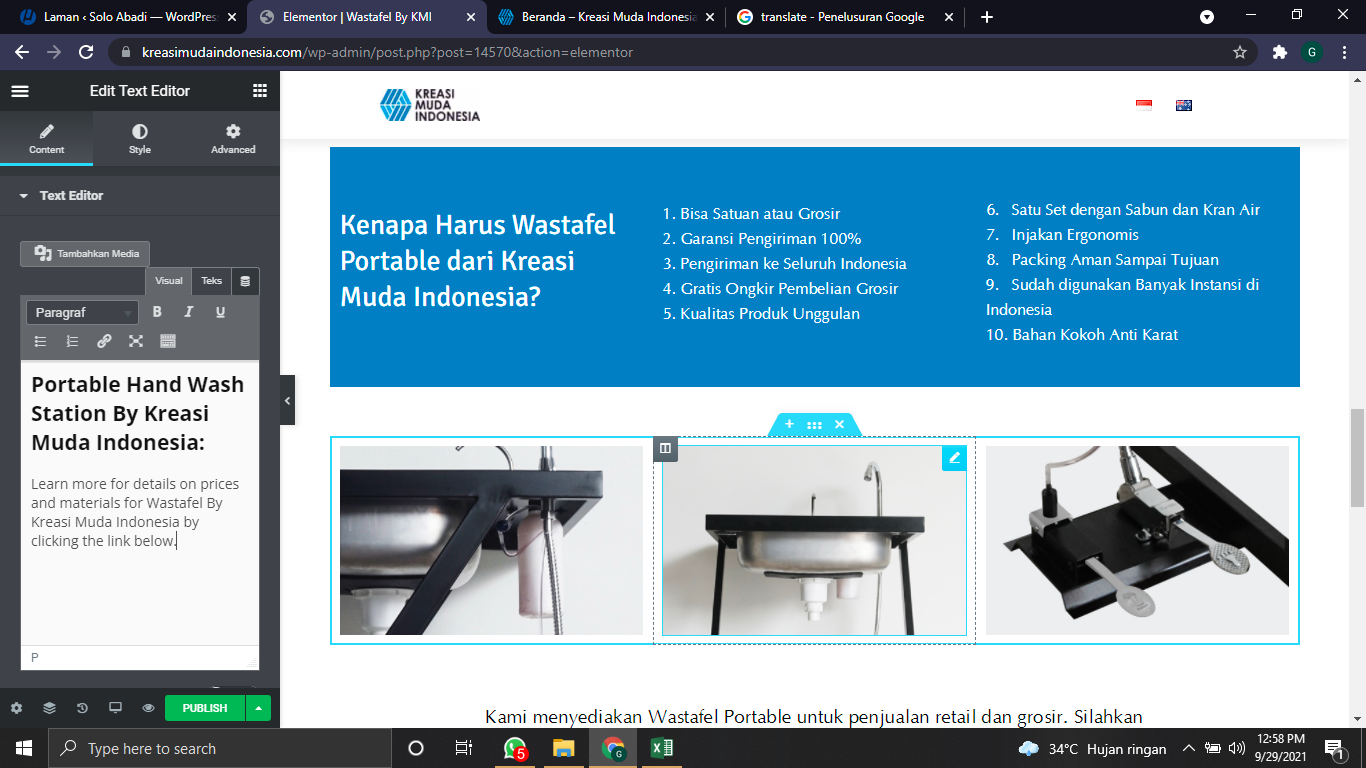 Laman ‹ Solo Abadi — WordPres
Elementor | Wastafel By KMI
Beranda – Kreasi Muda Indonesia
translate - Penelusuran Google
kreasimudaindonesia.com/wp-admin/post.php?post=14570&action=elementor
G
Edit Text Editor
Content
Style
Advanced
Text Editor
Tambahkan Media
Visual
Teks
Paragraf
B
I
U
Portable Hand Wash
Station By Kreasi
Muda Indonesia:
Learn more for details on prices
and materials for Wastafel By
Kreasi Muda Indonesia by
clicking the link below.
P
PUBLISH
KREASI
MUDA
INDONESIA
Kenapa Harus Wastafel
Portable dari Kreasi
Muda Indonesia?
1. Bisa Satuan atau Grosir
2. Garansi Pengiriman 100%
3. Pengiriman ke Seluruh Indonesia
4. Gratis Ongkir Pembelian Grosir
5. Kualitas Produk Unggulan
6. Satu Set dengan Sabun dan Kran Air
7. Injakan Ergonomis
8. Packing Aman Sampai Tujuan
9. Sudah digunakan Banyak Instansi di
Indonesia
10. Bahan Kokoh Anti Karat
Kami menyediakan Wastafel Portable untuk penjualan retail dan grosir. Silahkan
Type here to search
5
G
34°C Hujan ringan
12:58 PM
9/29/2021
1